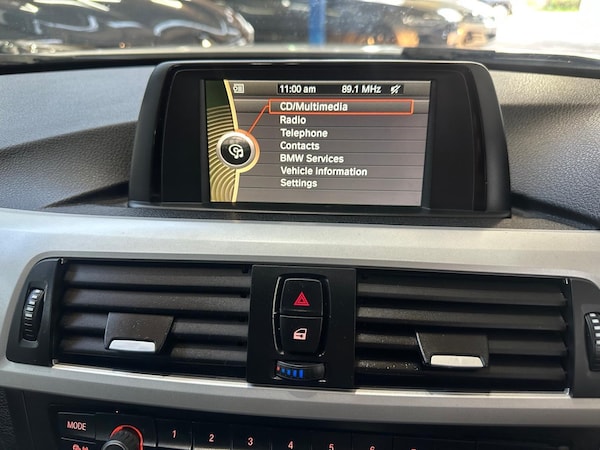 11:00 am 89.1 MHz
CD/Multimedia
Radio
Telephone
Contacts
BMW Services
Vehicle information
Settings
MODE 1 2 3 4 5 6